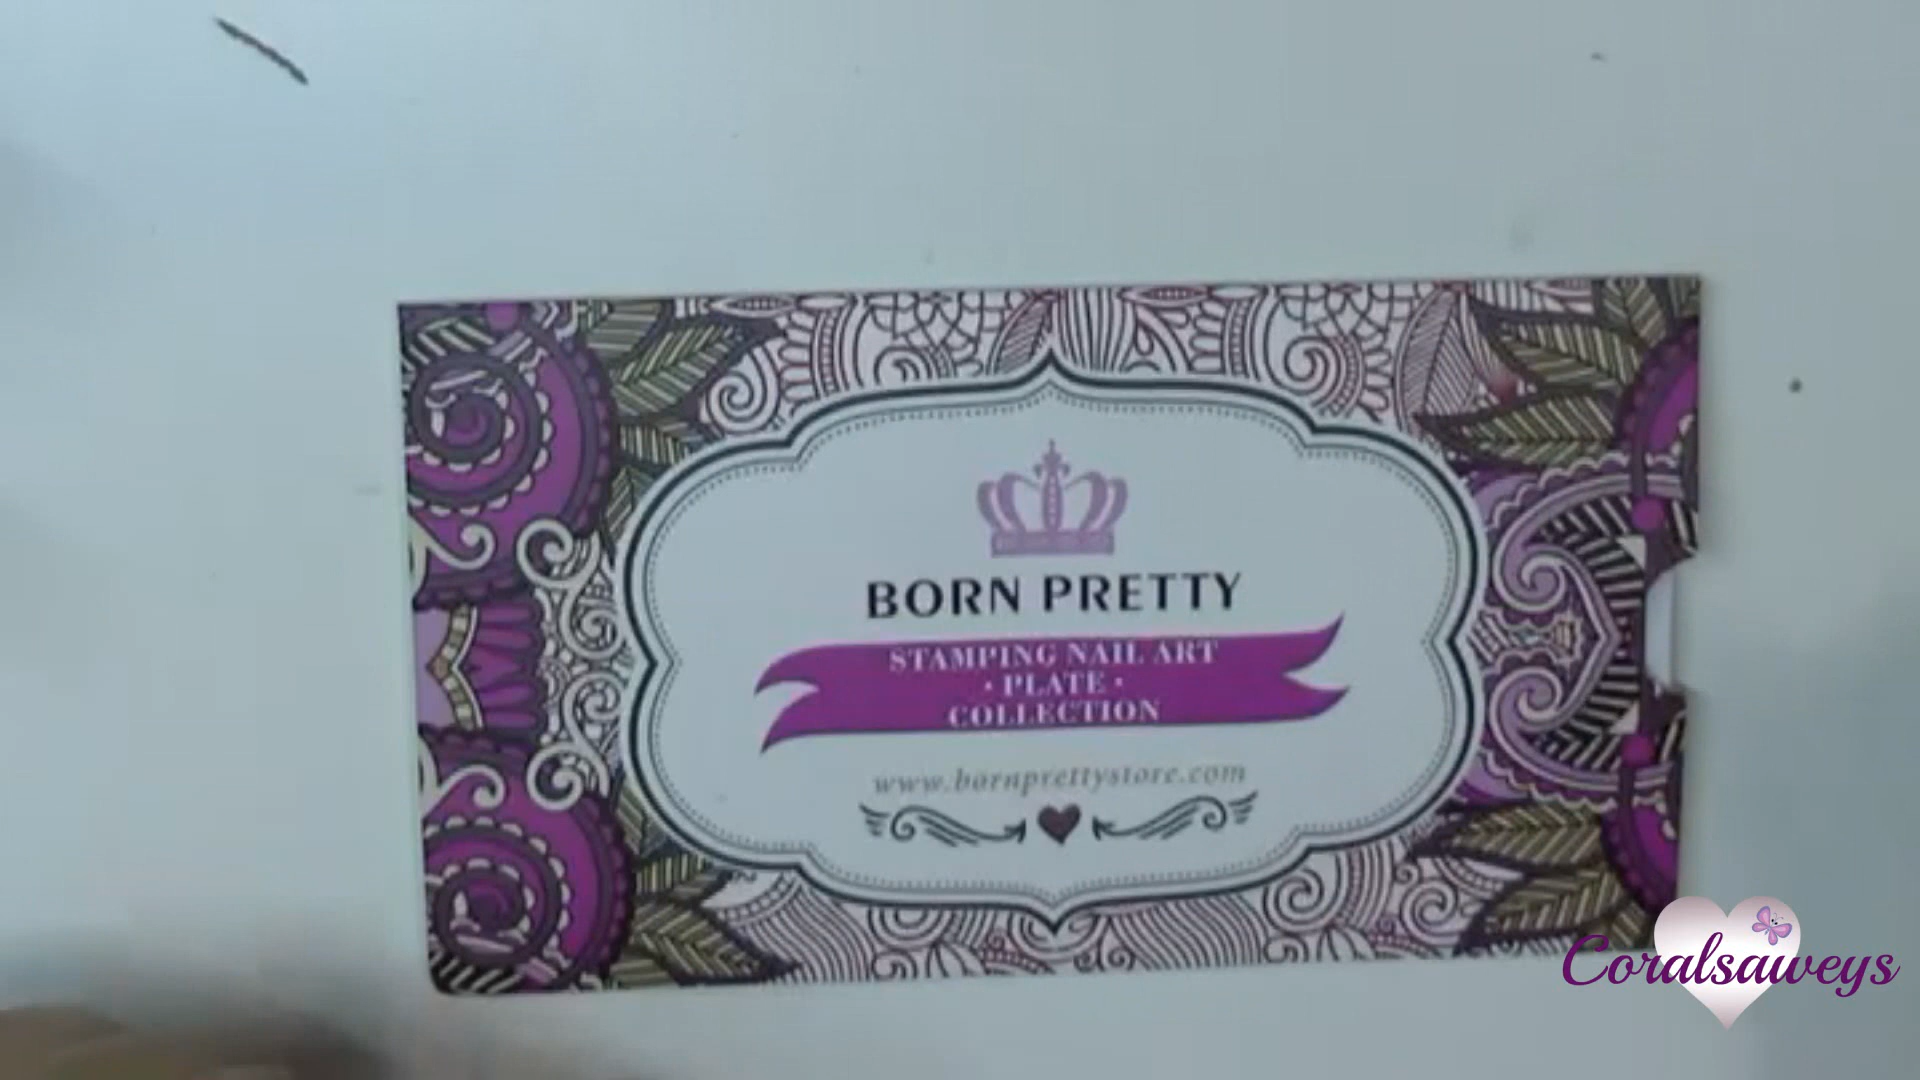 BORN PRETTY
STAMPING NAIL ART
· PLATE ·
COLLECTION
www.bornprettystore.com
Coralsaweys